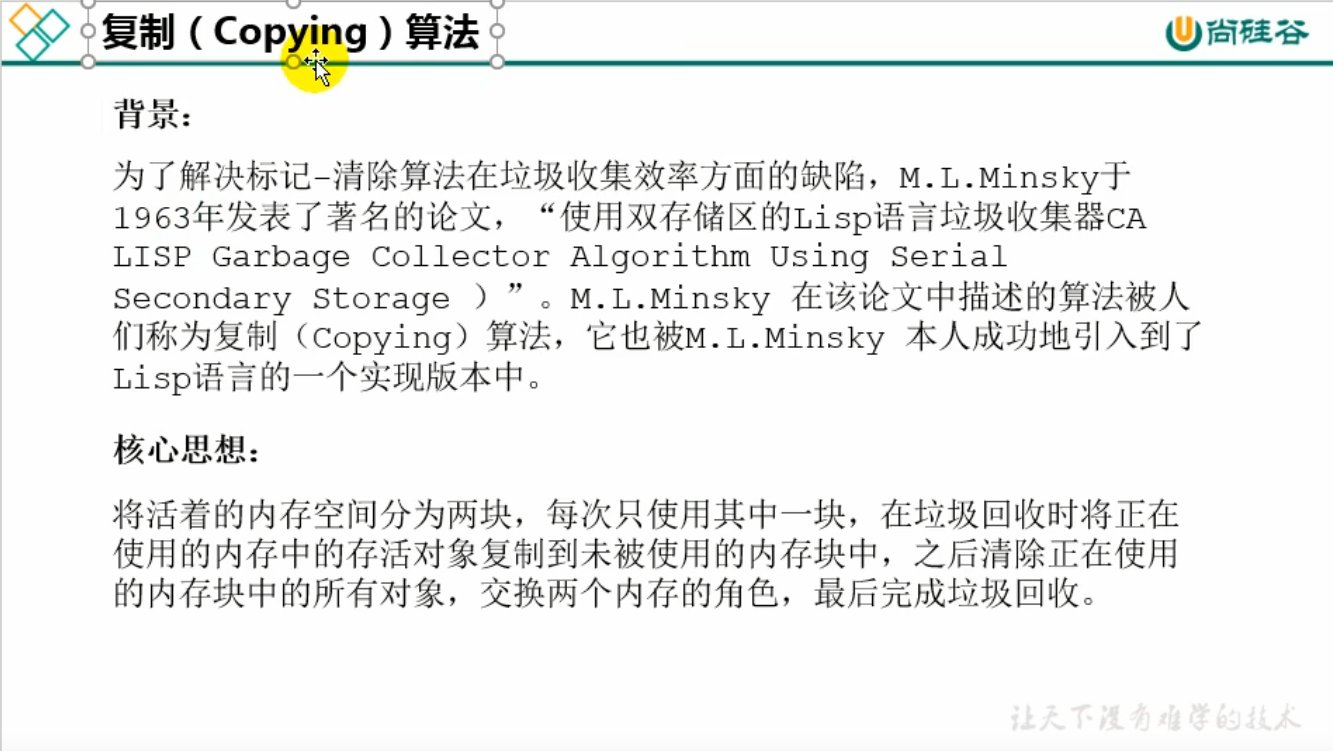 复制（Copying）算法
尚硅谷
背景：
为了解决标记-清除算法在垃圾收集效率方面的缺陷，M.L.Minsky于
1963年发表了著名的论文，“使用双存储区的Lisp语言垃圾收集器CA
LISP Garbage Collector Algorithm Using Serial
Secondary Storage ）”。M.L.Minsky 在该论文中描述的算法被人
们称为复制（Copying）算法，它也被M.L.Minsky 本人成功地引入到了
Lisp语言的一个实现版本中。
核心思想：
将活着的内存空间分为两块，每次只使用其中一块，在垃圾回收时将正在
使用的内存中的存活对象复制到未被使用的内存块中，之后清除正在使用
的内存块中的所有对象，交换两个内存的角色，最后完成垃圾回收。
让天下没有难学的技术